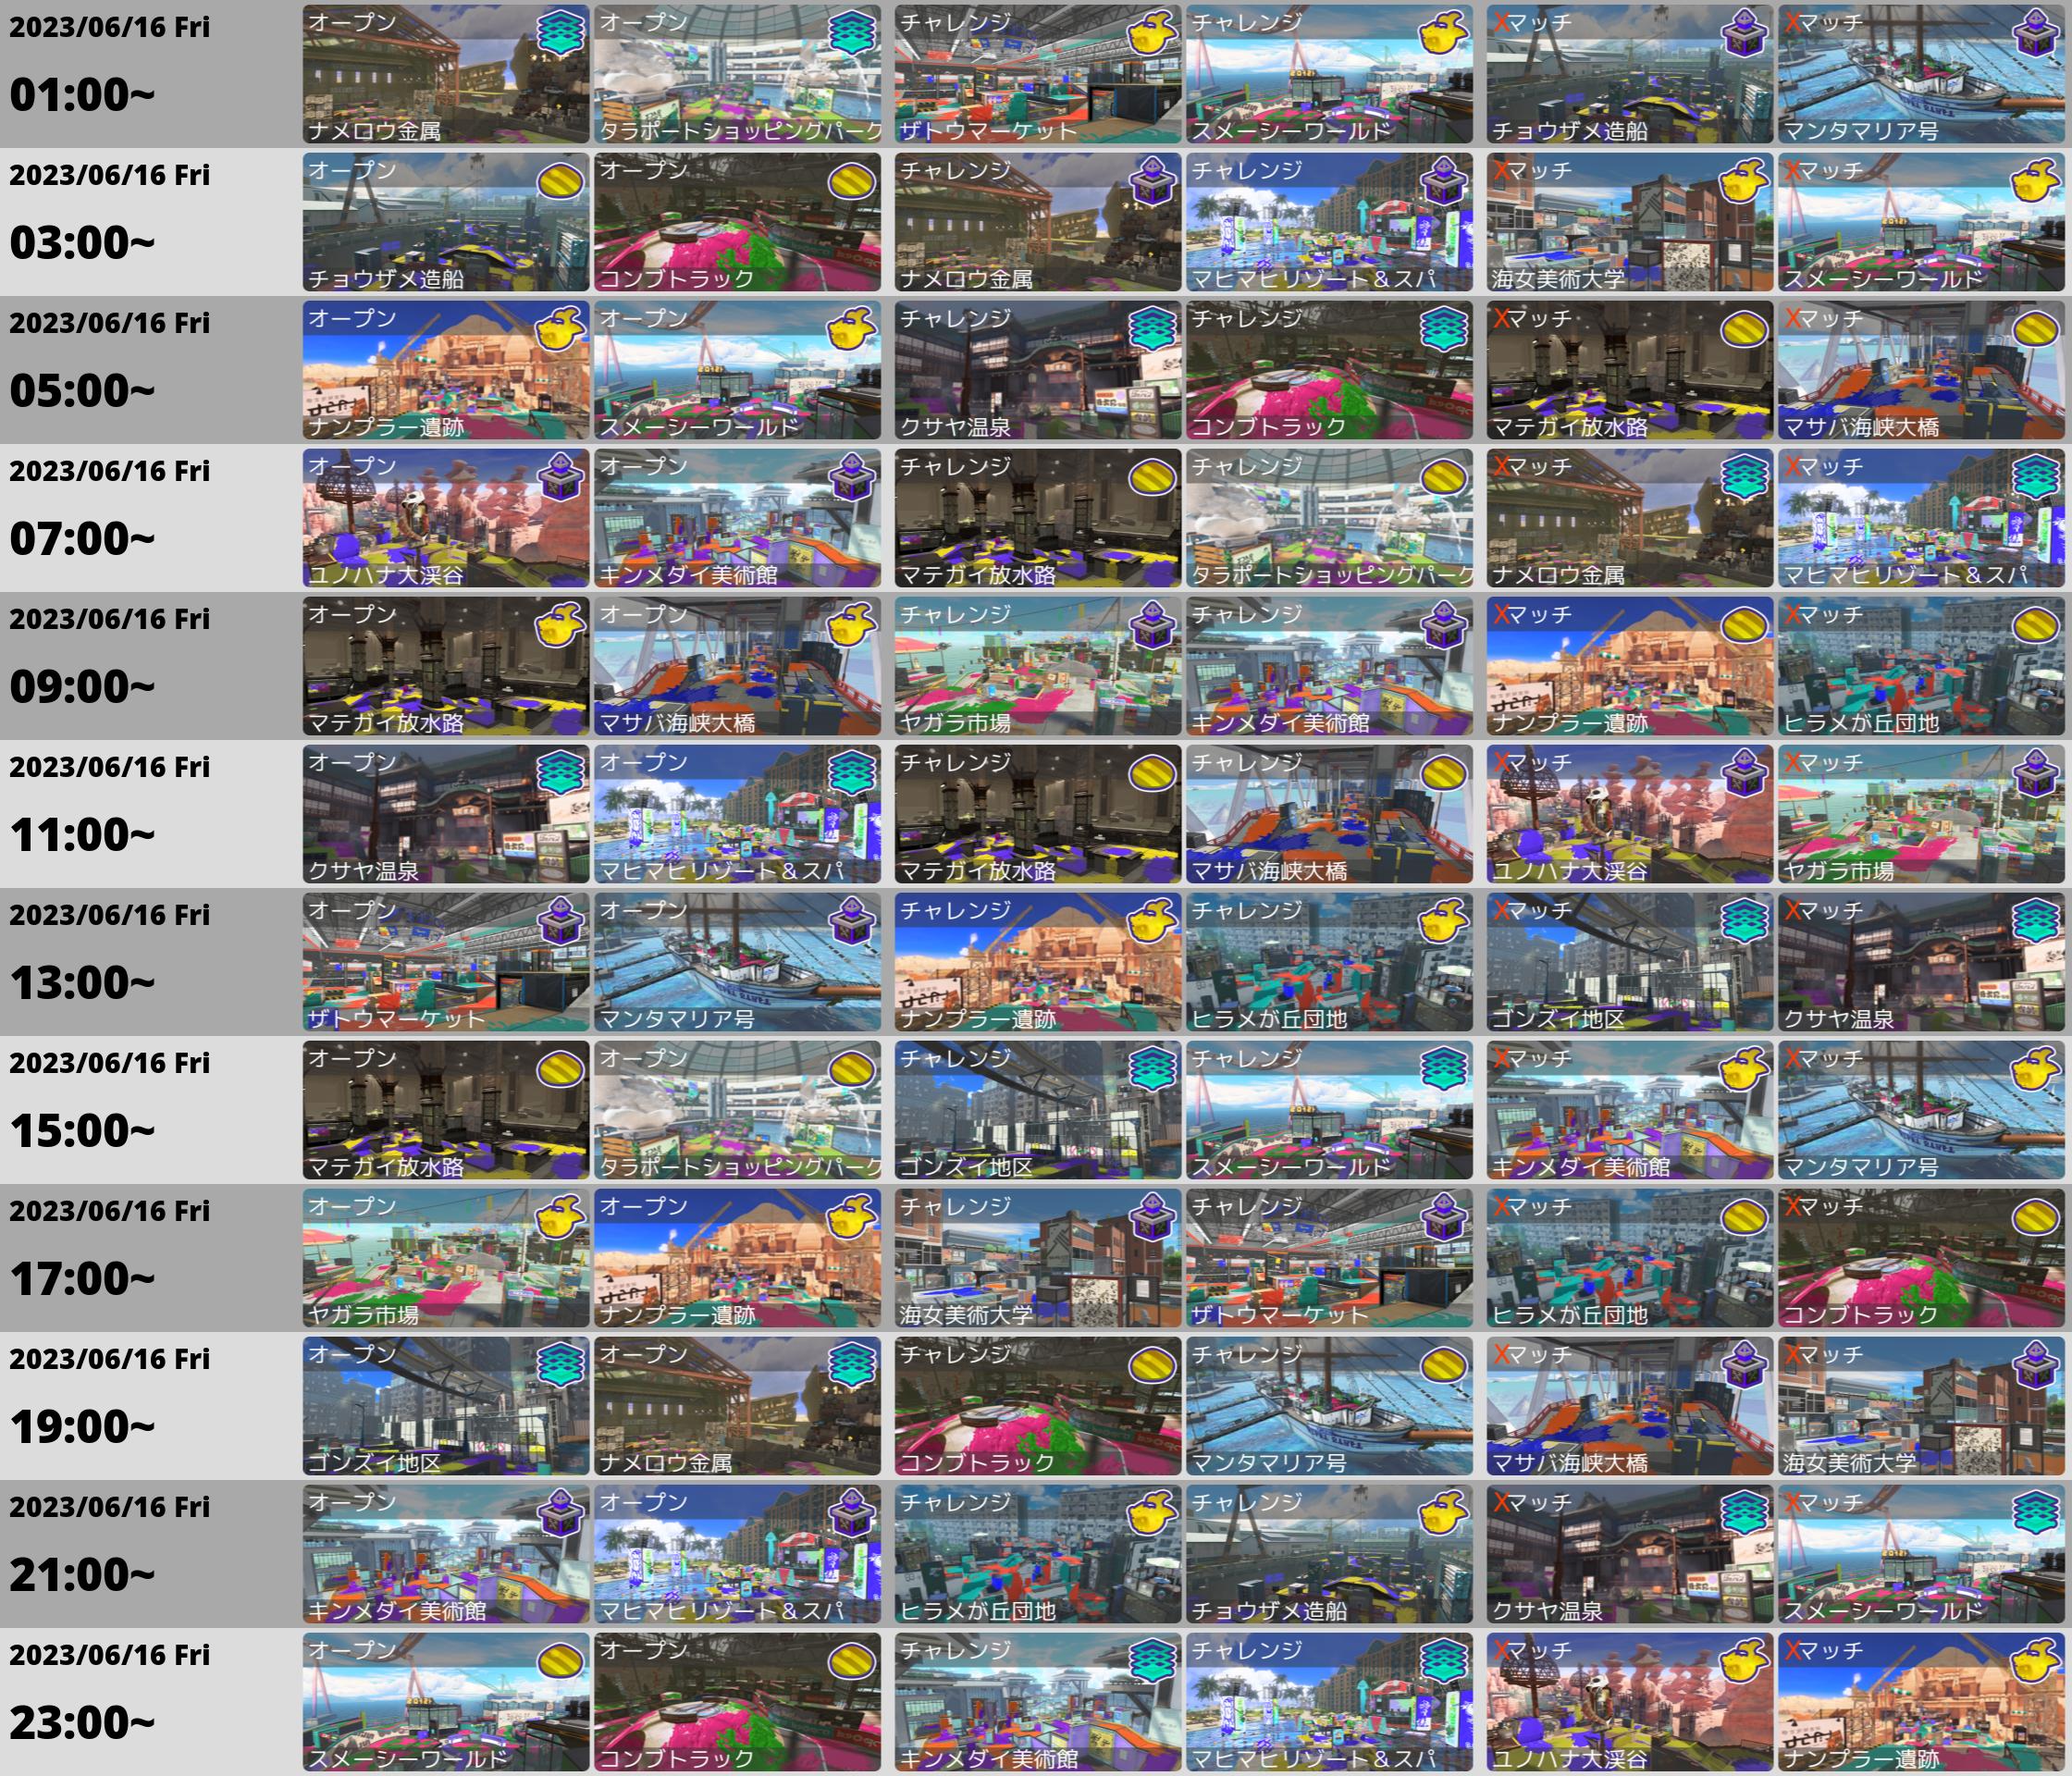 2023/06/16 Fri
01:00~
オープン
ナメロウ金属
オープン
タラポートショッピングパーク
チャレンジ
ザトウマーケット
チャレンジ
スメーシーワールド
Xマッチ
チョウザメ造船
Xマッチ
マンタマリア号
2023/06/16 Fri
03:00~
オープン
チョウザメ造船
オープン
コンブトラック
チャレンジ
ナメロウ金属
チャレンジ
マヒマヒリゾート&スパ
Xマッチ
海女美術大学
Xマッチ
スメーシーワールド
2023/06/16 Fri
05:00~
オープン
ナンプラー遺跡
オープン
スメーシーワールド
チャレンジ
クサヤ温泉
チャレンジ
コンブトラック
Xマッチ
マテガイ放水路
Xマッチ
マサバ海峡大橋
2023/06/16 Fri
07:00~
オープン
ユノハナ大渓谷
オープン
キンメダイ美術館
チャレンジ
マテガイ放水路
チャレンジ
タラポートショッピングパーク
Xマッチ
ナメロウ金属
Xマッチ
マヒマヒリゾート&スパ
2023/06/16 Fri
09:00~
オープン
マテガイ放水路
オープン
マサバ海峡大橋
チャレンジ
ヤガラ市場
チャレンジ
キンメダイ美術館
Xマッチ
ナンプラー遺跡
Xマッチ
ヒラメが丘団地
2023/06/16 Fri
11:00~
オープン
クサヤ温泉
オープン
マヒマヒリゾート&スパ
チャレンジ
マテガイ放水路
チャレンジ
マサバ海峡大橋
Xマッチ
ユノハナ大渓谷
Xマッチ
ヤガラ市場
2023/06/16 Fri
13:00~
オープン
ザトウマーケット
オープン
マンタマリア号
チャレンジ
ナンプラー遺跡
チャレンジ
ヒラメが丘団地
Xマッチ
ゴンズイ地区
Xマッチ
クサヤ温泉
2023/06/16 Fri
15:00~
オープン
マテガイ放水路
オープン
タラポートショッピングパーク
チャレンジ
ゴンズイ地区
チャレンジ
スメーシーワールド
Xマッチ
キンメダイ美術館
Xマッチ
マンタマリア号
2023/06/16 Fri
17:00~
オープン
ヤガラ市場
オープン
ナンプラー遺跡
チャレンジ
海女美術大学
チャレンジ
ザトウマーケット
Xマッチ
ヒラメが丘団地
Xマッチ
コンブトラック
2023/06/16 Fri
19:00~
オープン
ゴンズイ地区
オープン
ナメロウ金属
チャレンジ
コンブトラック
チャレンジ
マンタマリア号
Xマッチ
マサバ海峡大橋
Xマッチ
海女美術大学
2023/06/16 Fri
21:00~
オープン
キンメダイ美術館
オープン
マヒマヒリゾート&スパ
チャレンジ
ヒラメが丘団地
チャレンジ
チョウザメ造船
Xマッチ
クサヤ温泉
Xマッチ
スメーシーワールド
2023/06/16 Fri
23:00~
オープン
スメーシーワールド
オープン
コンブトラック
チャレンジ
キンメダイ美術館
チャレンジ
マヒマヒリゾート&スパ
Xマッチ
ユノハナ大渓谷
Xマッチ
ナンプラー遺跡